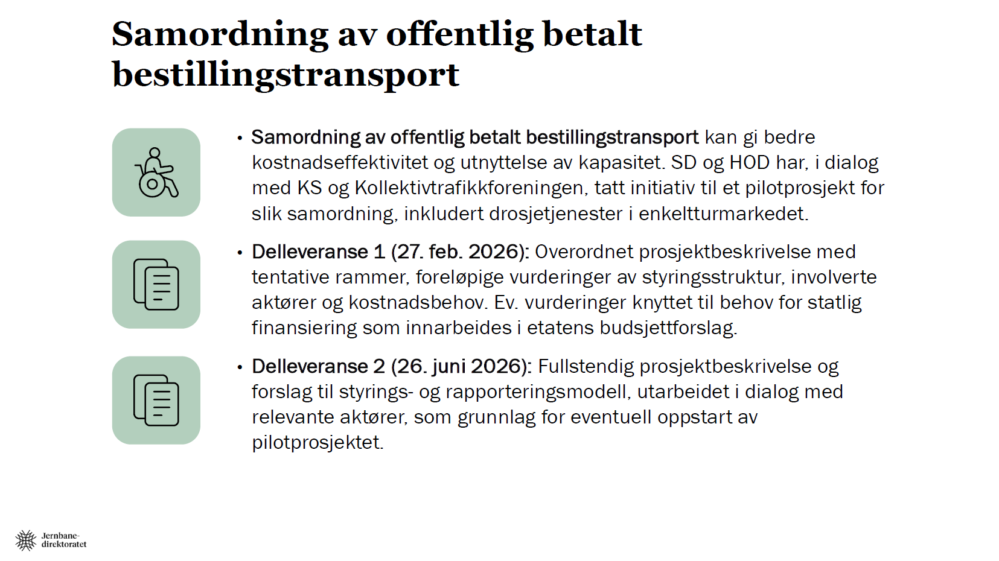 Samordning av offentlig betalt
bestillingstransport
• Samordning av offentlig betalt bestillingstransport kan gi bedre
kostnadseffektivitet og utnyttelse av kapasitet. SD og HOD har, i dialog
med KS og Kollektivtrafikkforeningen, tatt initiativ til et pilotprosjekt for
slik samordning, inkludert drosjetjenester i enkeltturmarkedet.
• Delleveranse 1 (27. feb. 2026): Overordnet prosjektbeskrivelse med
tentative rammer, foreløpige vurderinger av styringsstruktur, involverte
aktører og kostnadsbehov. Ev. vurderinger knyttet til behov for statlig
finansiering som innarbeides i etatens budsjettforslag.
• Delleveranse 2 (26. juni 2026): Fullstendig prosjektbeskrivelse og
forslag til styrings- og rapporteringsmodell, utarbeidet i dialog med
relevante aktører, som grunnlag for eventuell oppstart av
pilotprosjektet.
Jernbane-
direktoratet